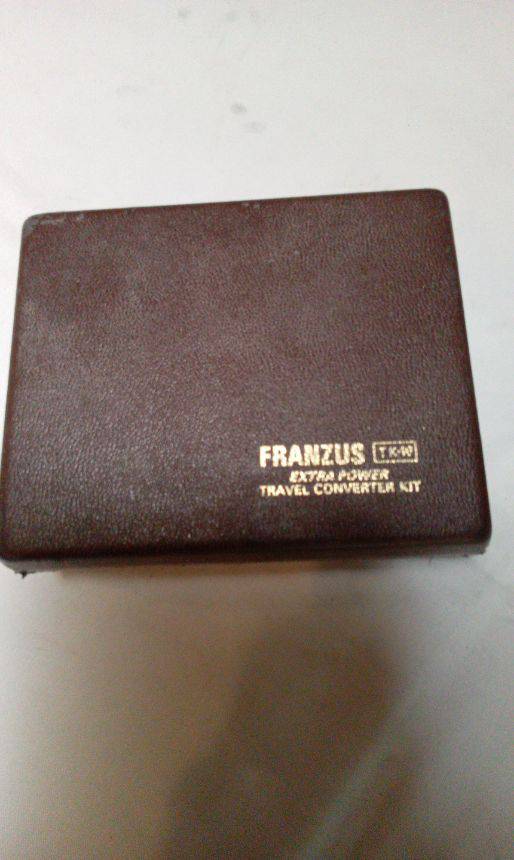 FRANZUS TK-W
EXTRA POWER
TRAVEL CONVERTER KIT